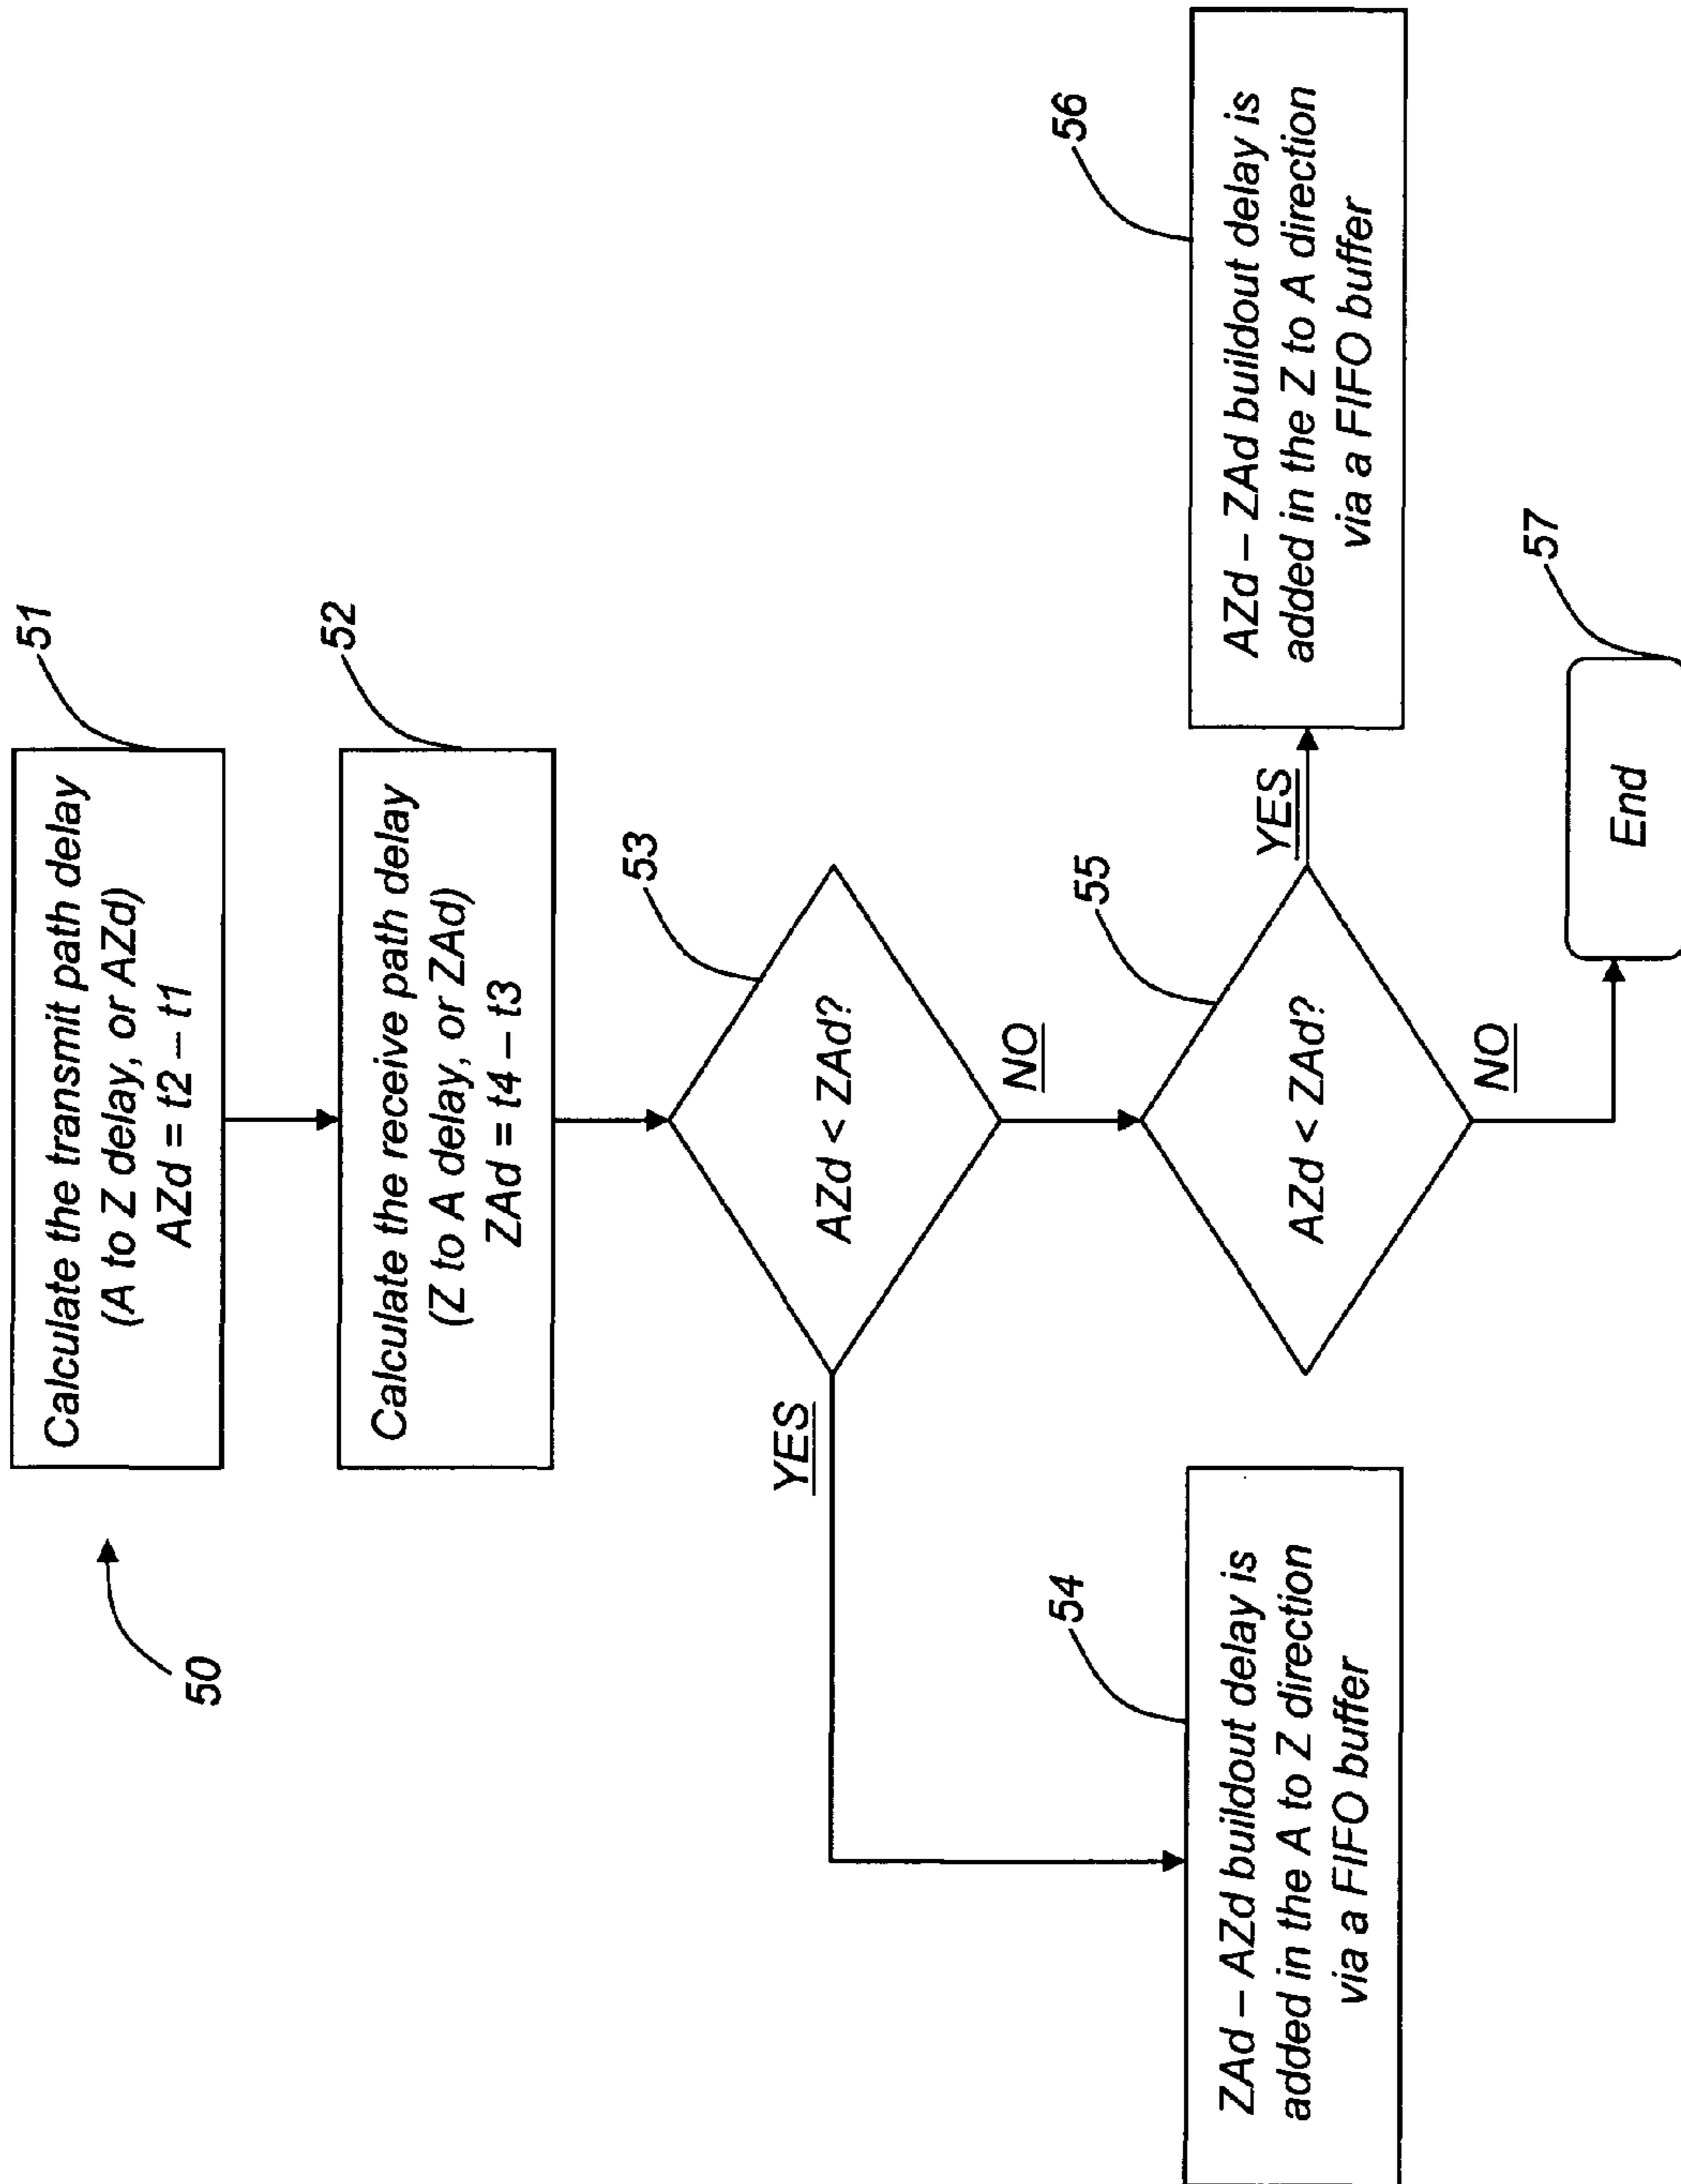 50
51
Calculate the transmit path delay
(A to Z delay, or AZd)
AZd = t2 – t1
52
Calculate the receive path delay
(Z to A delay, or ZAd)
ZAd = t4 – t3
53
AZd < ZAd?
YES
NO
54
ZAd – AZd buildout delay is
added in the A to Z direction
via a FIFO buffer
55
AZd < ZAd?
YES
NO
56
AZd – ZAd buildout delay is
added in the Z to A direction
via a FIFO buffer
57
End